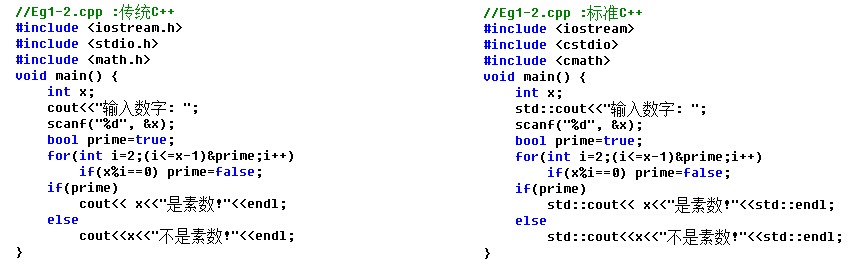 //Eg1-2.cpp :传统C++
#include <iostream.h>
#include <stdio.h>
#include <math.h>
void main() {
    int x;
    cout<<"输入数字: ";
    scanf("%d", &x);
    bool prime=true;
    for(int i=2;(i<=x-1)&prime;i++)
        if(x%i==0) prime=false;
    if(prime)
        cout<< x<<"是素数!"<<endl;
    else
        cout<<x<<"不是素数!"<<endl;
}
//Eg1-2.cpp :标准C++
#include <iostream>
#include <cstdio>
#include <cmath>
void main() {
    int x;
    std::cout<<"输入数字: ";
    scanf("%d", &x);
    bool prime=true;
    for(int i=2;(i<=x-1)&prime;i++)
        if(x%i==0) prime=false;
    if(prime)
        std::cout<< x<<"是素数!"<<std::endl;
    else
        std::cout<<x<<"不是素数!"<<std::endl;
}